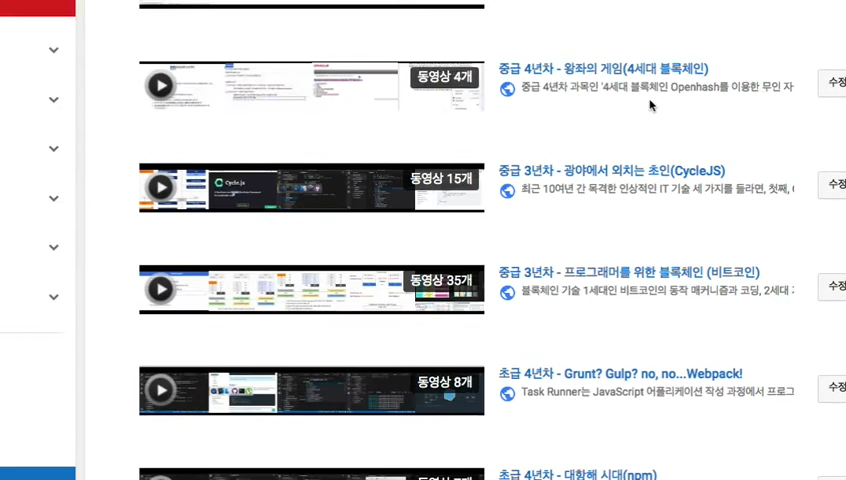 동영상 4개
중급 4년차 - 왕좌의 게임(4세대 블록체인)
중급 4년차 과목인 '4세대 블록체인 Openhash를 이용한 무인 자
수정
Cycle.js
동영상 15개
중급 3년차 - 광야에서 외치는 초인(CycleJS)
최근 10여년 간 목격한 인상적인 IT 기술 세 가지를 들라면, 첫째,
수정
동영상 35개
중급 3년차 - 프로그래머를 위한 블록체인 (비트코인)
블록체인 기술 1세대인 비트코인의 동작 매커니즘과 코딩, 2세대
수정
동영상 8개
초급 4년차 - Grunt? Gulp? no, no...Webpack!
Task Runner는 JavaScript 어플리케이션 작성 과정에서 프로그
수정
초급 4년차 - 대항해 시대(npm)